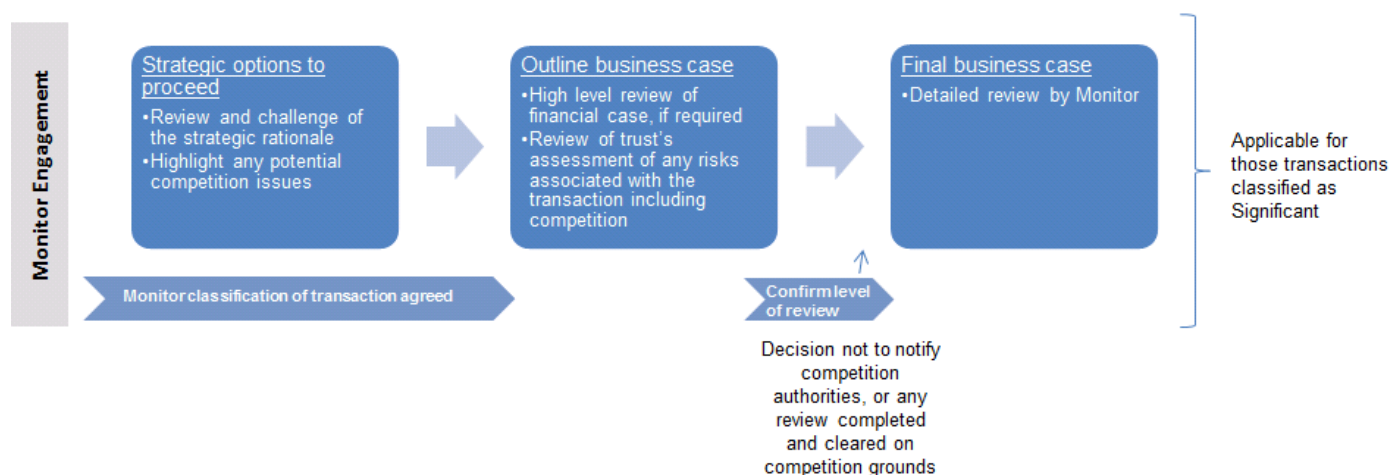 Monitor Engagement
Strategic options to
proceed
•Review and challenge of
the strategic rationale
•Highlight any potential
competition issues
Outline business case
•High level review of
financial case, if required
•Review of trust's
assessment of any risks
associated with the
transaction including
competition
Final business case
•Detailed review by Monitor
Applicable for
those transactions
classified as
Significant
Monitor classification of transaction agreed
Confirm level
of review
Decision not to notify
competition
authorities, or any
review completed
and cleared on
competition grounds